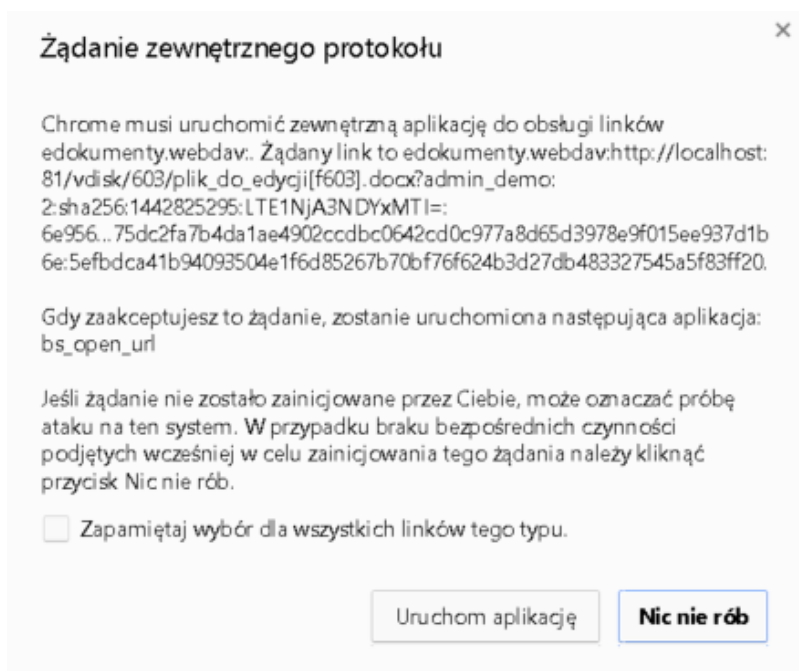 Żądanie zewnętrznego protokołu
Chrome musi uruchomić zewnętrzną aplikację do obsługi linków
edokumenty.webdav:. Żądany link to edokumenty.webdav:http://localhost:
81/vdisk/603/plik_do_edycji[f603].docx?admin_demo:
2:sha256:1442825295:LTE1NjA3NDYxMTI=:
6e956...75dc2fa7b4da1ae4902ccdbc0642cd0c977a8d65d3978e9f015ee937d1b
6e:5efbdca41b94093504e1f6d85267b70bf76f624b3d27db483327545a5f83ff20.
Gdy zaakceptujesz to żądanie, zostanie uruchomiona następująca aplikacja:
bs_open_url
Jeśli żądanie nie zostało zainicjowane przez Ciebie, może oznaczać próbę
ataku na ten system. W przypadku braku bezpośrednich czynności
podjętych wcześniej w celu zainicjowania tego żądania należy kliknąć
przycisk Nic nie rób.
Zapamiętaj wybór dla wszystkich linków tego typu.
Uruchom aplikację Nic nie rób